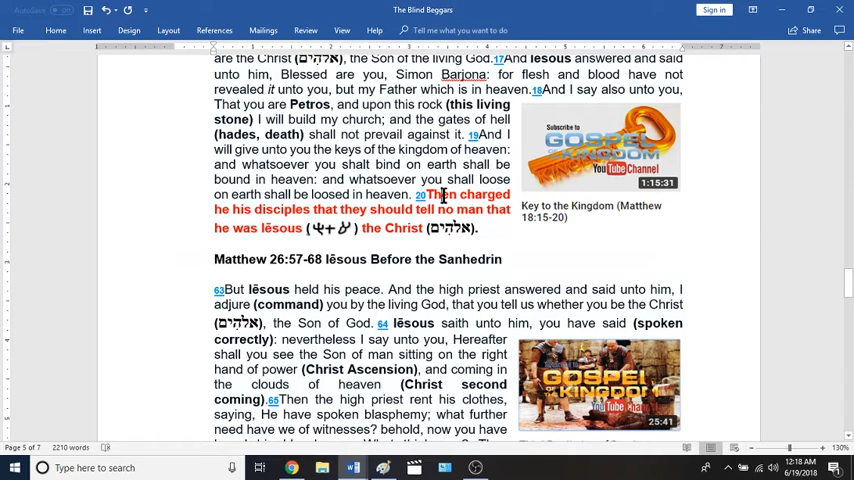 AutoSave
Off
The Blind Beggars
Sign in
File
Home
Insert
Design
Layout
References
Mailings
Review
View
Help
Tell me what you want to do
Share
are the Christ (אלהים), the Son of the living God.17And Iēsous answered and said
unto him, Blessed are you, Simon Barjona: for flesh and blood have not
revealed it unto you, but my Father which is in heaven.18And I say also unto you,
That you are Petros, and upon this rock (this living
stone) I will build my church; and the gates of hell
(hades, death) shall not prevail against it. 19And I
will give unto you the keys of the kingdom of heaven:
and whatsoever you shalt bind on earth shall be
bound in heaven: and whatsoever you shall loose
on earth shall be loosed in heaven. 20Then charged
he his disciples that they should tell no man that
he was Iēsous ( ) the Christ (אלהים).
Subscribe to
GOSPEL
OF THE KINGDOM
YouTube Channel
1:15:31
Key to the Kingdom (Matthew
18:15-20)
Matthew 26:57-68 Iēsous Before the Sanhedrin
63But Iēsous held his peace. And the high priest answered and said unto him, I
adjure (command) you by the living God, that you tell us whether you be the Christ
(אלהים), the Son of God. 64 Iēsous saith unto him, you have said (spoken
correctly): nevertheless I say unto you, Hereafter
shall you see the Son of man sitting on the right
hand of power (Christ Ascension), and coming in
the clouds of heaven (Christ second
coming).65Then the high priest rent his clothes,
saying, He have spoken blasphemy; what further
need have we of witnesses? behold, now you have
GOSPEL
OF THE KINGDOM
YouTube Channel
25:41
Page 5 of 7
2210 words
130%
Type here to search
12:18 AM
6/19/2018